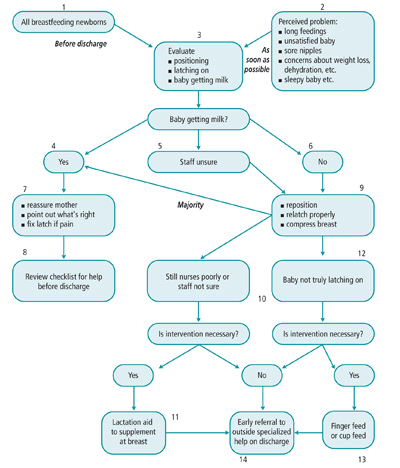 1
2
All breastfeeding newborns
Perceived problem:
■ long feedings
■ unsatisfied baby
■ sore nipples
■ concerns about weight loss,
dehydration, etc.
■ sleepy baby etc.
Before discharge
3
Evaluate
■ positioning
■ latching on
■ baby getting milk
As
soon as
possible
Baby getting milk?
4
5
6
Yes
Staff unsure
No
7
Majority
9
■ reassure mother
■ point out what's right
■ fix latch if pain
■ reposition
■ relatch properly
■ compress breast
8
12
Review checklist for help
before discharge
Still nurses poorly or
staff not sure
Baby not truly latching on
10
Is intervention necessary?
Is intervention necessary?
Yes
No
Yes
11
Lactation aid
to supplement
at breast
Early referral to
outside specialized
help on discharge
Finger feed
or cup feed
14
13